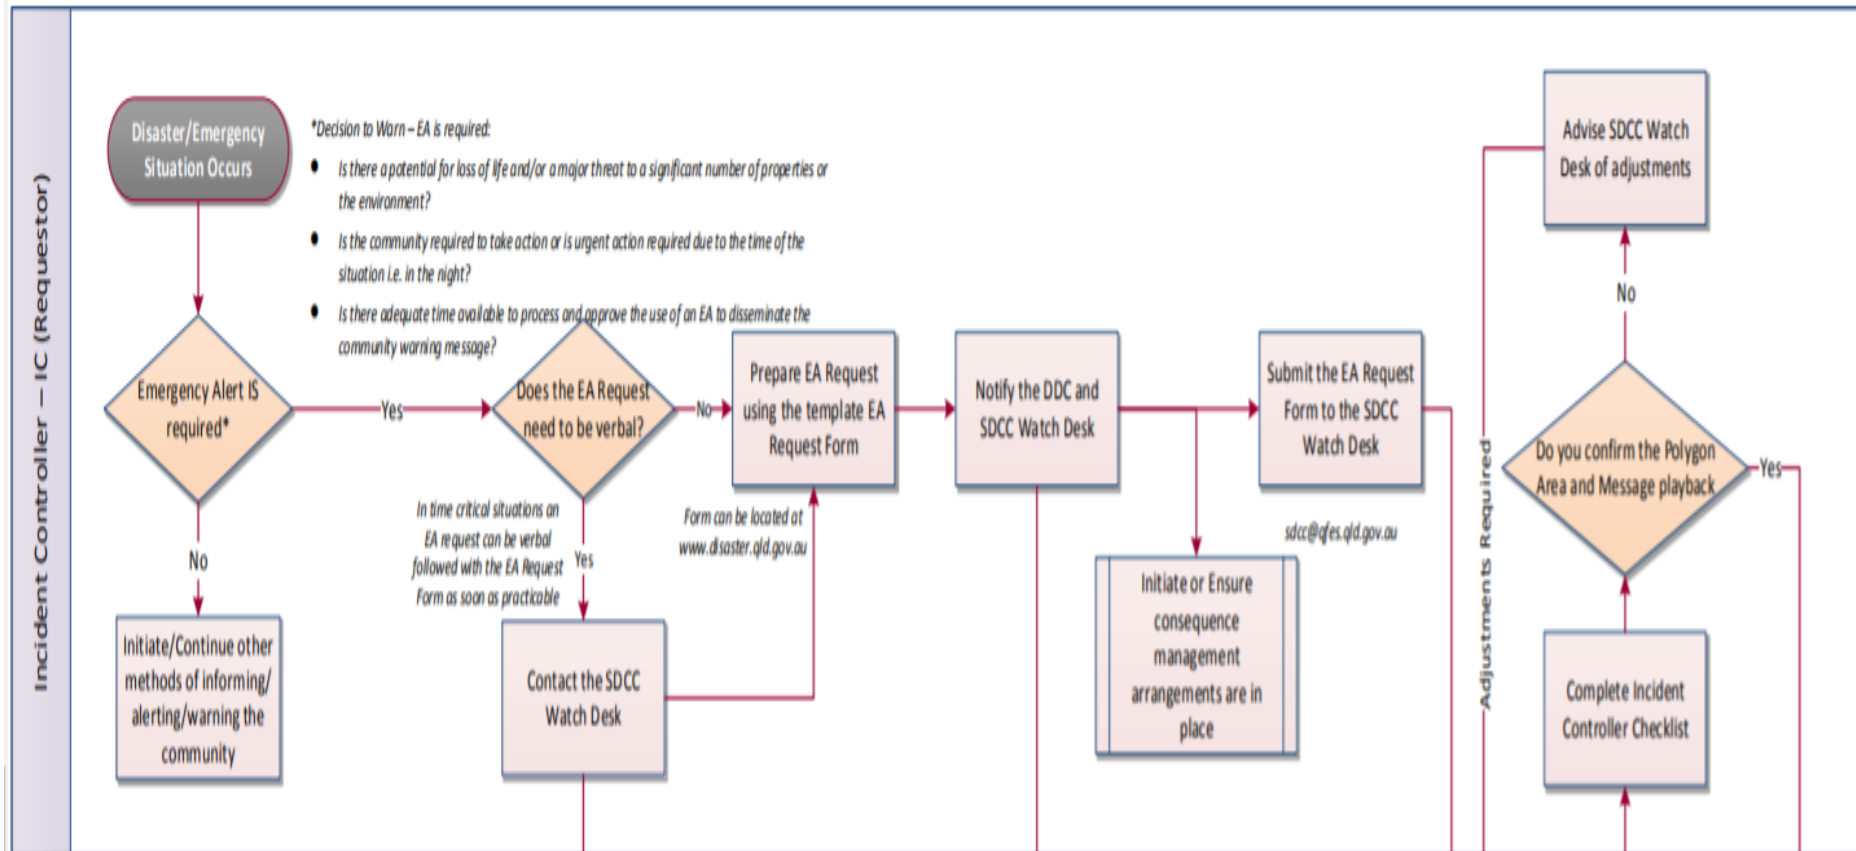 Incident Controller – IC (Requestor)
Disaster/Emergency
Situation Occurs
*Decision to Warn – EA is required:
Is there a potential for loss of life and/or a major threat to a significant number of properties or
the environment?
Is the community required to take action or is urgent action required due to the time of the
situation i.e. in the night?
Is there adequate time available to process and approve the use of an EA to disseminate the
community warning message?
Emergency Alert IS
required*
Yes
No
Initiate/Continue other
methods of informing/
alerting/warning the
community
Does the EA Request
need to be verbal?
No
Yes
In time critical situations an
EA request can be verbal
followed with the EA Request
Form as soon as practicable
Contact the SDCC
Watch Desk
Prepare EA Request
using the template EA
Request Form
Form can be located at
www.disaster.qld.gov.au
Notify the DDC and
SDCC Watch Desk
Initiate or Ensure
consequence
management
arrangements are in
place
Submit the EA Request
Form to the SDCC
Watch Desk
sdcc@qfes.qld.gov.au
Adjustments Required
Advise SDCC Watch
Desk of adjustments
No
Do you confirm the Polygon
Area and Message playback
Yes
Complete Incident
Controller Checklist